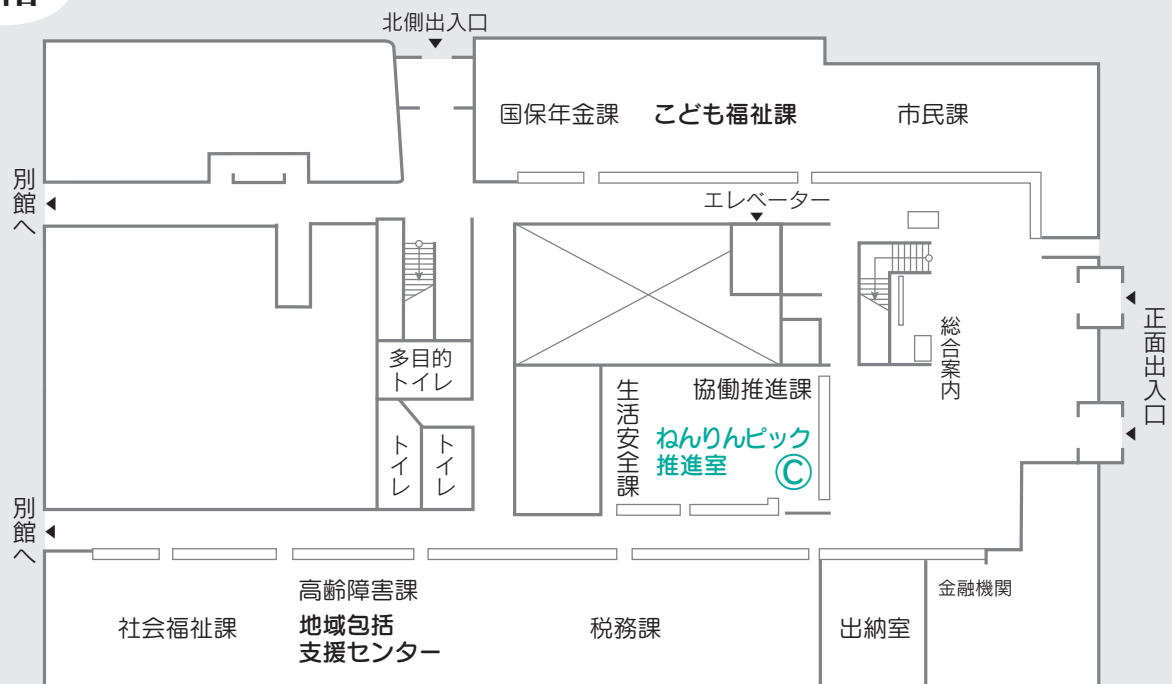 北側出入口
国保年金課
こども福祉課
市民課
別館へ
エレベーター
総合案内
正面出入口
多目的
トイレ
トイレ
トイレ
生活安全課
協働推進課
ねんりんピック
推進室
Ⓒ
別館へ
社会福祉課
高齢障害課
地域包括
支援センター
税務課
出納室
金融機関